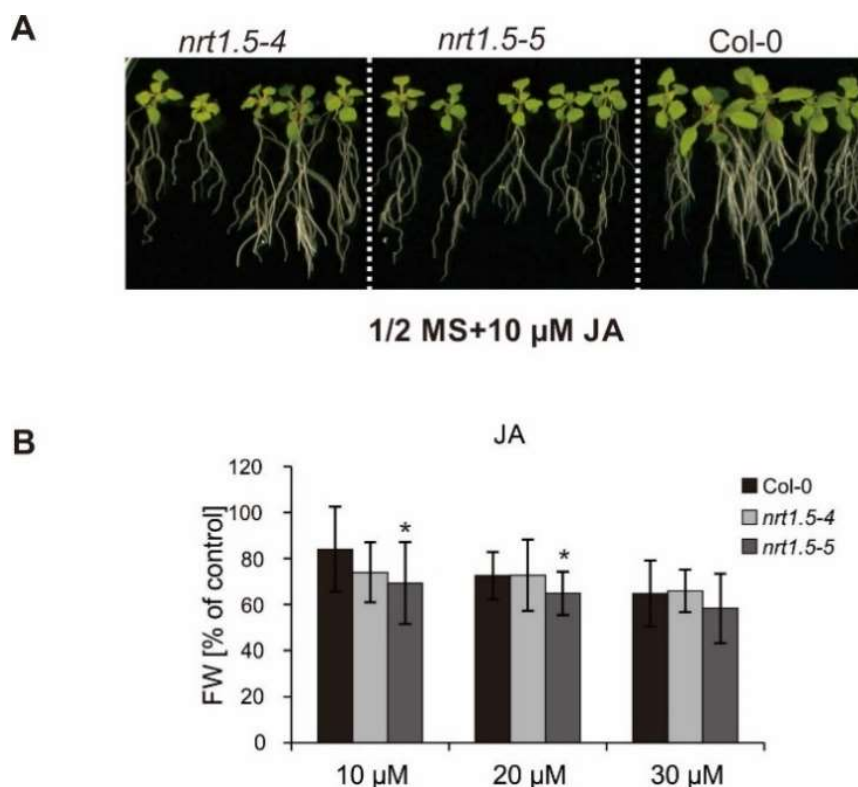 A
nrt1.5-4 nrt1.5-5 Col-0
1/2 MS+10 µM JA
B
JA
FW [% of control]
120
100
80
60
40
20
0
* *
10 µM 20 µM 30 µM
Col-0
nrt1.5-4
nrt1.5-5